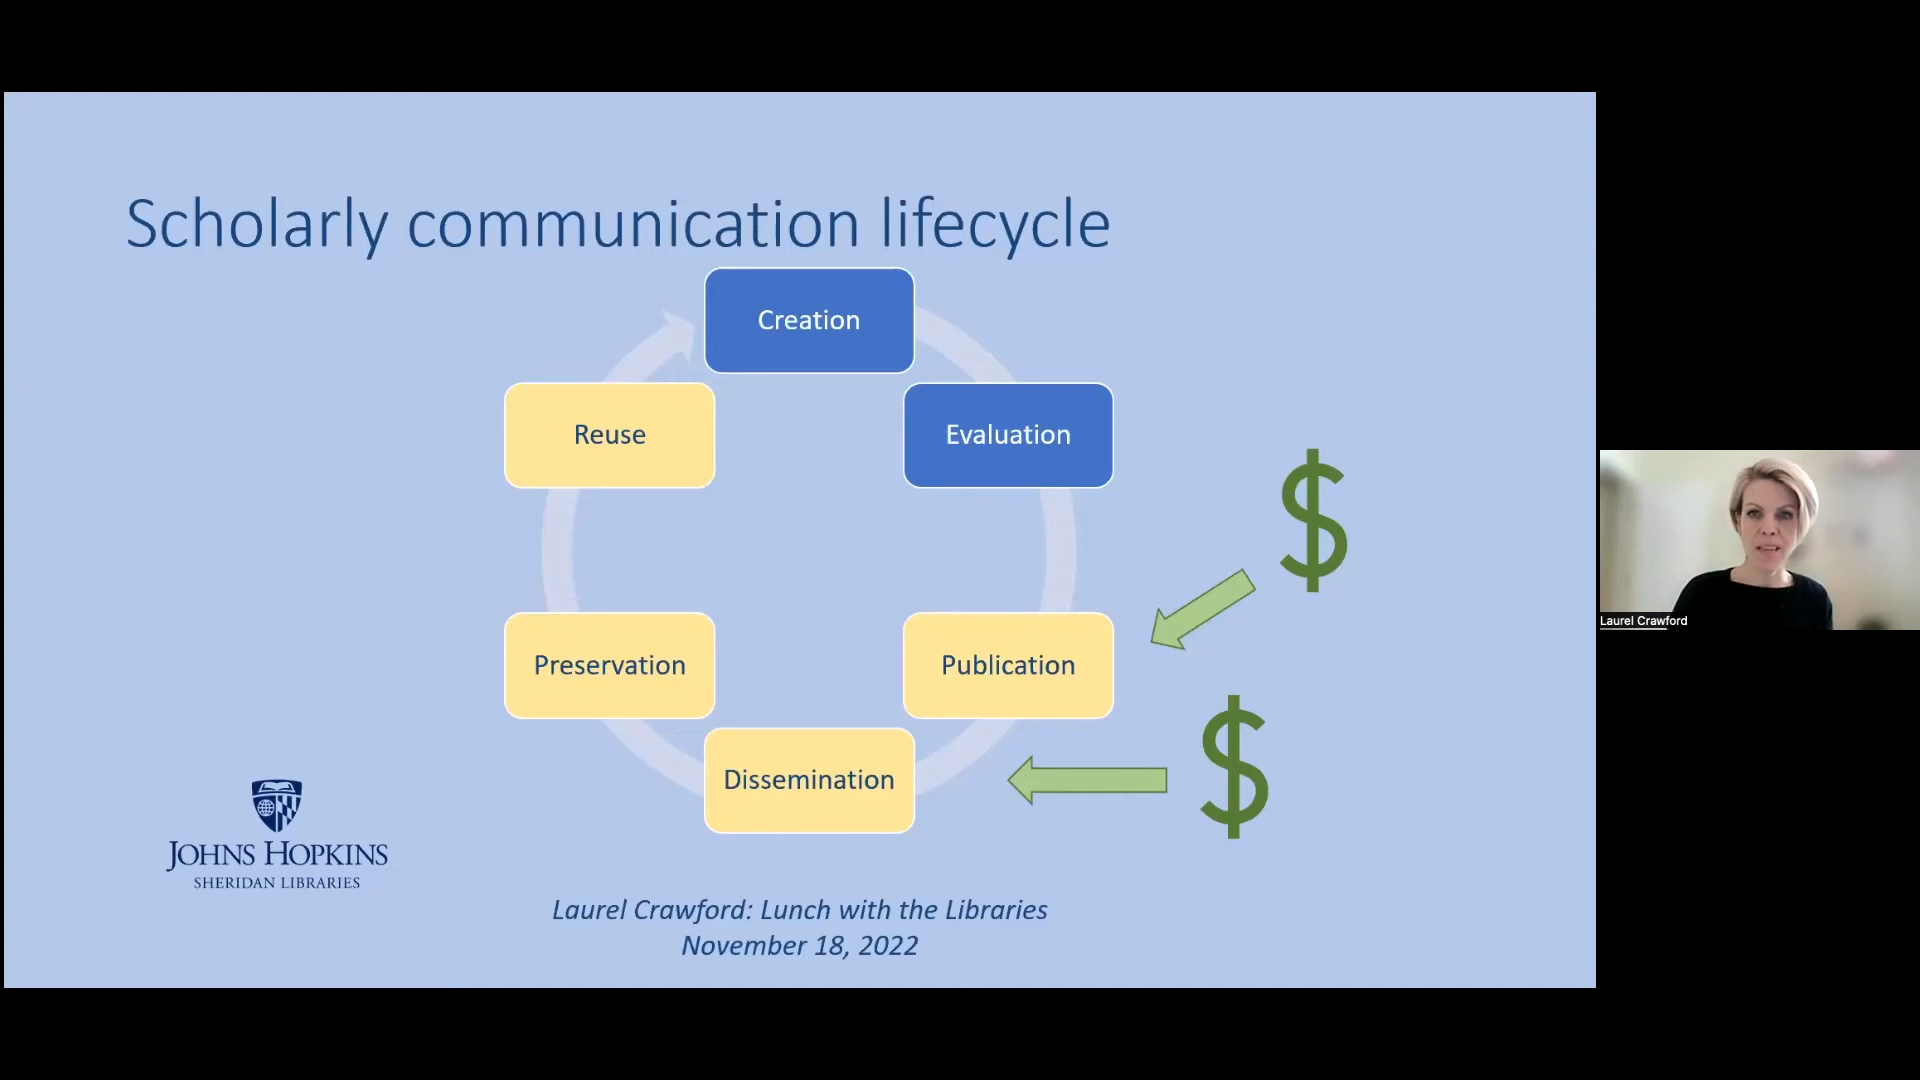 Scholarly communication lifecycle
Creation
Reuse
Evaluation
$
Preservation
Publication
$
Dissemination
JOHNS HOPKINS
SHERIDAN LIBRARIES
Laurel Crawford: Lunch with the Libraries
November 18, 2022
Laurel Crawford